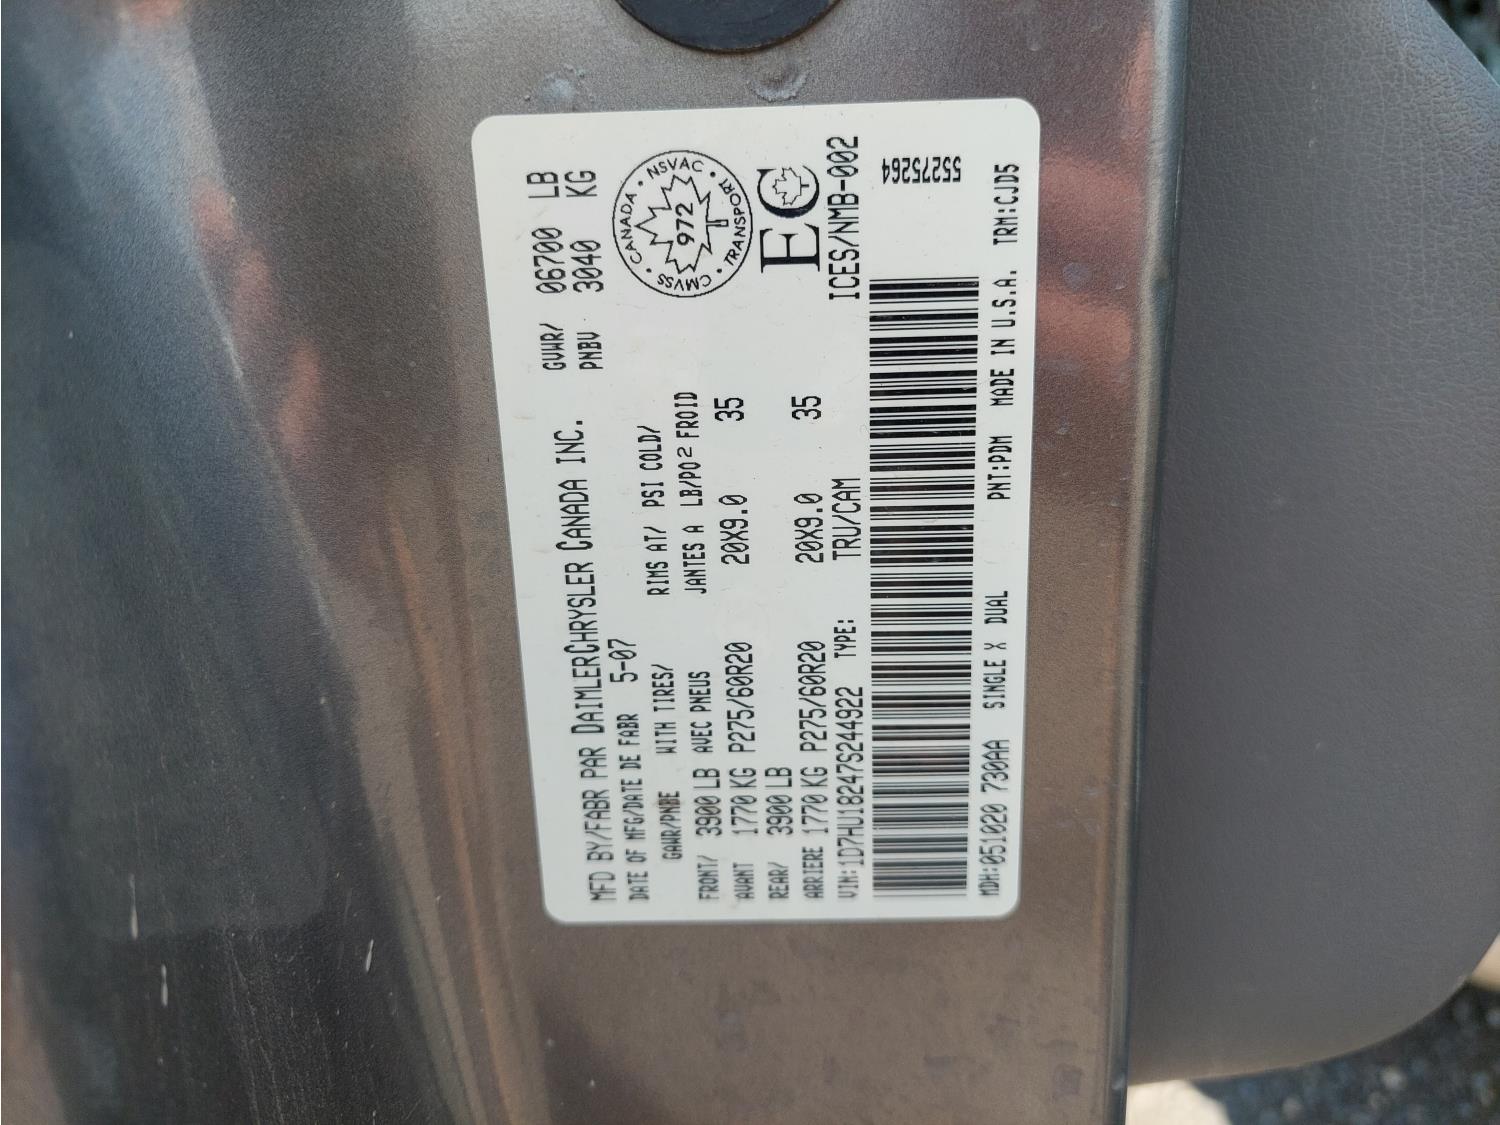 MFD BY/FABR PAR DAIMLERCHRYSLER CANADA INC.
DATE OF MFG/DATE DE FABR 5-07
GVWR/ 06700 LB
PNBV 3040 KG
GAWR/PNBE WITH TIRES/ RIMS AT/ PSI COLD/
AVEC PNEUS JANTES A LB/PO² FROID
FRONT/ 3900 LB
AVANT 1770 KG P275/60R20 20X9.0 35
REAR/ 3900 LB
ARRIERE 1770 KG P275/60R20 20X9.0 35
CANADA • NSVAC • TRANSPORT • CMVSS •
972
EC
ICES/NMB-002
VIN:1D7HU18247S244922 TYPE: TRU/CAM
55275264
MDH:051020 730AA SINGLE X DUAL PNT:PDM MADE IN U.S.A. TRM:CJD5